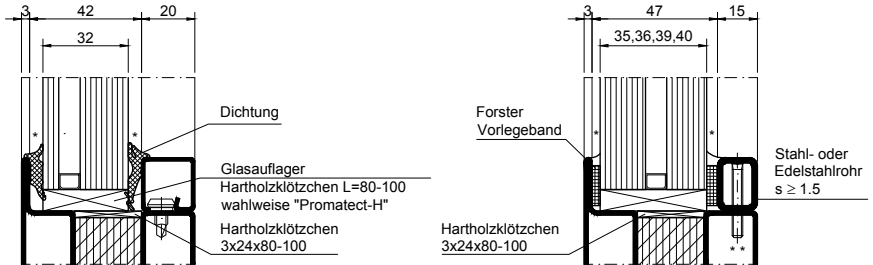 3 42 20
32
Dichtung
Glasauflager
Hartholzklötzchen L=80-100
wahlweise "Promatect-H"
Hartholzklötzchen
3x24x80-100
* *
3 47 15
35,36,39,40
Forster
Vorlegeband
Stahl- oder
Edelstahlrohr
s ≥ 1.5
Hartholzklötzchen
3x24x80-100
* *
* *